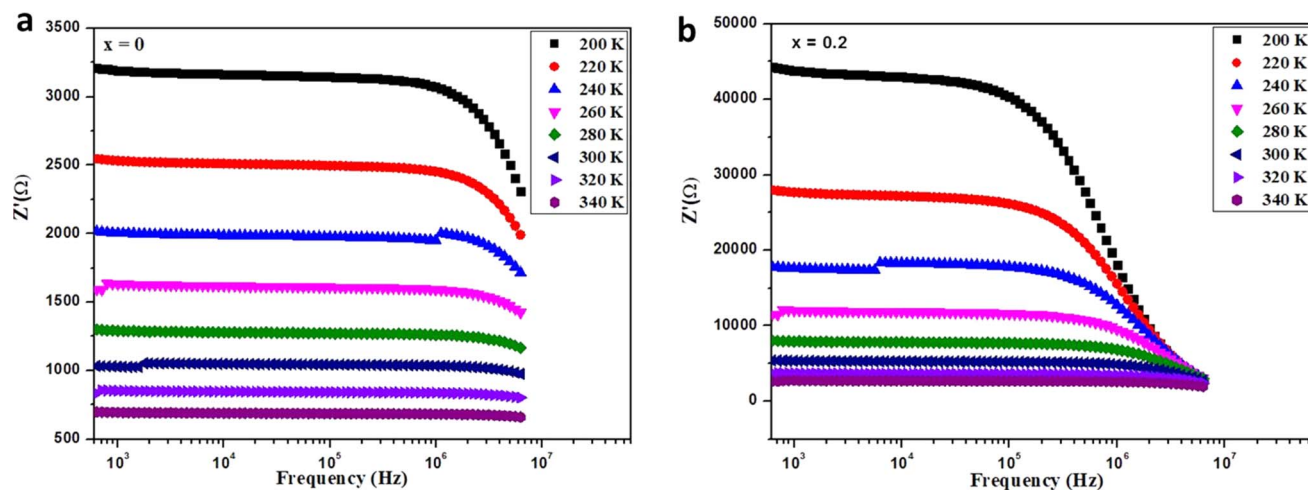 a
x = 0
3500
3000
2500
2000
1500
1000
500
Z'(Ω)
200 K
220 K
240 K
260 K
280 K
300 K
320 K
340 K
10³
10⁴
10⁵
10⁶
10⁷
Frequency (Hz)
b
x = 0.2
50000
40000
30000
20000
10000
0
Z'(Ω)
200 K
220 K
240 K
260 K
280 K
300 K
320 K
340 K
10³
10⁴
10⁵
10⁶
10⁷
Frequency (Hz)